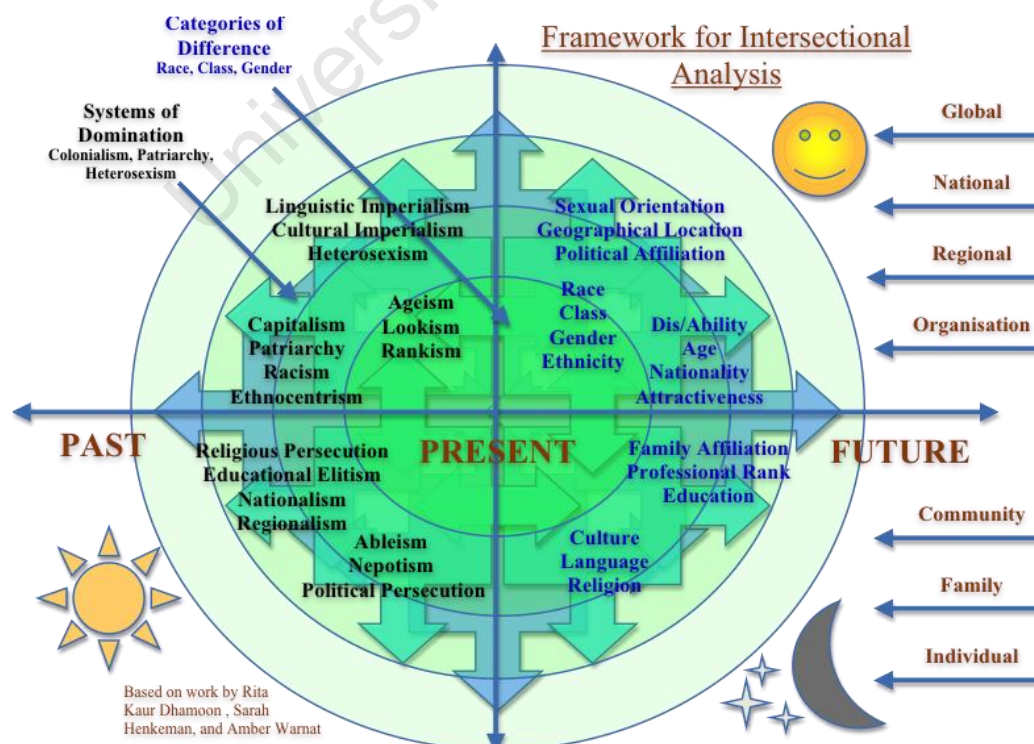 Categories of
Difference
Race, Class, Gender
Framework for Intersectional
Analysis
Systems of
Domination
Colonialism, Patriarchy,
Heterosexism
Global
National
Regional
Organisation
Linguistic Imperialism
Cultural Imperialism
Heterosexism
Sexual Orientation
Geographical Location
Political Affiliation
Ageism
Lookism
Rankism
Race
Class
Gender
Ethnicity
Capitalism
Patriarchy
Racism
Ethnocentrism
Dis/Ability
Age
Nationality
Attractiveness
PAST
PRESENT
FUTURE
Religious Persecution
Educational Elitism
Nationalism
Regionalism
Family Affiliation
Professional Rank
Education
Ableism
Nepotism
Political Persecution
Culture
Language
Religion
Community
Family
Individual
Based on work by Rita
Kaur Dhamoon , Sarah
Henkeman, and Amber Warnat